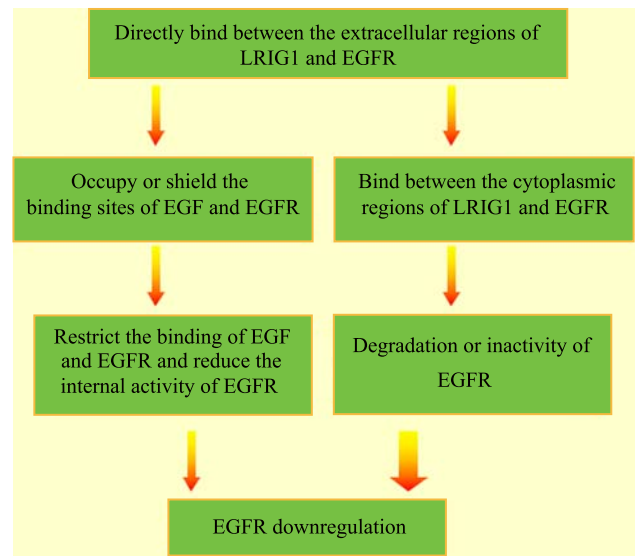 Directly bind between the extracellular regions of
LRIG1 and EGFR
Occupy or shield the
binding sites of EGF and EGFR
Bind between the cytoplasmic
regions of LRIG1 and EGFR
Restrict the binding of EGF
and EGFR and reduce the
internal activity of EGFR
Degradation or inactivity of
EGFR
EGFR downregulation